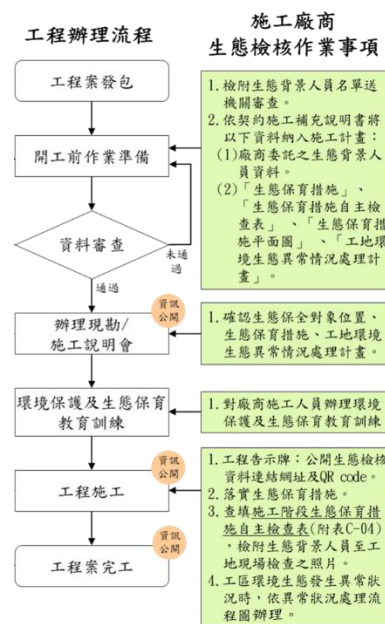 工程辦理流程
施工廠商
生態檢核作業事項
工程案發包
開工前作業準備
資料審查
未通
過
通過
資訊
公開
辦理現勘/
施工說明會
環境保護及生態保育
教育訓練
資訊
公開
工程施工
資訊
公開
工程案完工
1.檢附生態背景人員名單送
機關審查。
2.依契約施工補充說明書將
以下資料納入施工計畫：
(1)廠商委託之生態背景人
員資料。
(2)「生態保育措施」、
「生態保育措施自主檢
查表」、「生態保育措
施平面圖」、「工地環
境生態異常情況處理計
畫」。
1.確認生態保全對象位置、
生態保育措施、工地環境
生態異常情況處理計畫。
1.對廠商施工人員辦理環境
保護及生態保育教育訓練
1.工程告示牌：公開生態檢核
資料連結網址及QR code。
2.落實生態保育措施。
3.查填施工階段生態保育措
施自主檢查表(附表C-04)
，檢附生態背景人員至工
地現場檢查之照片。
4.工區環境生態發生異常狀
況時，依異常狀況處理流
程圖辦理。